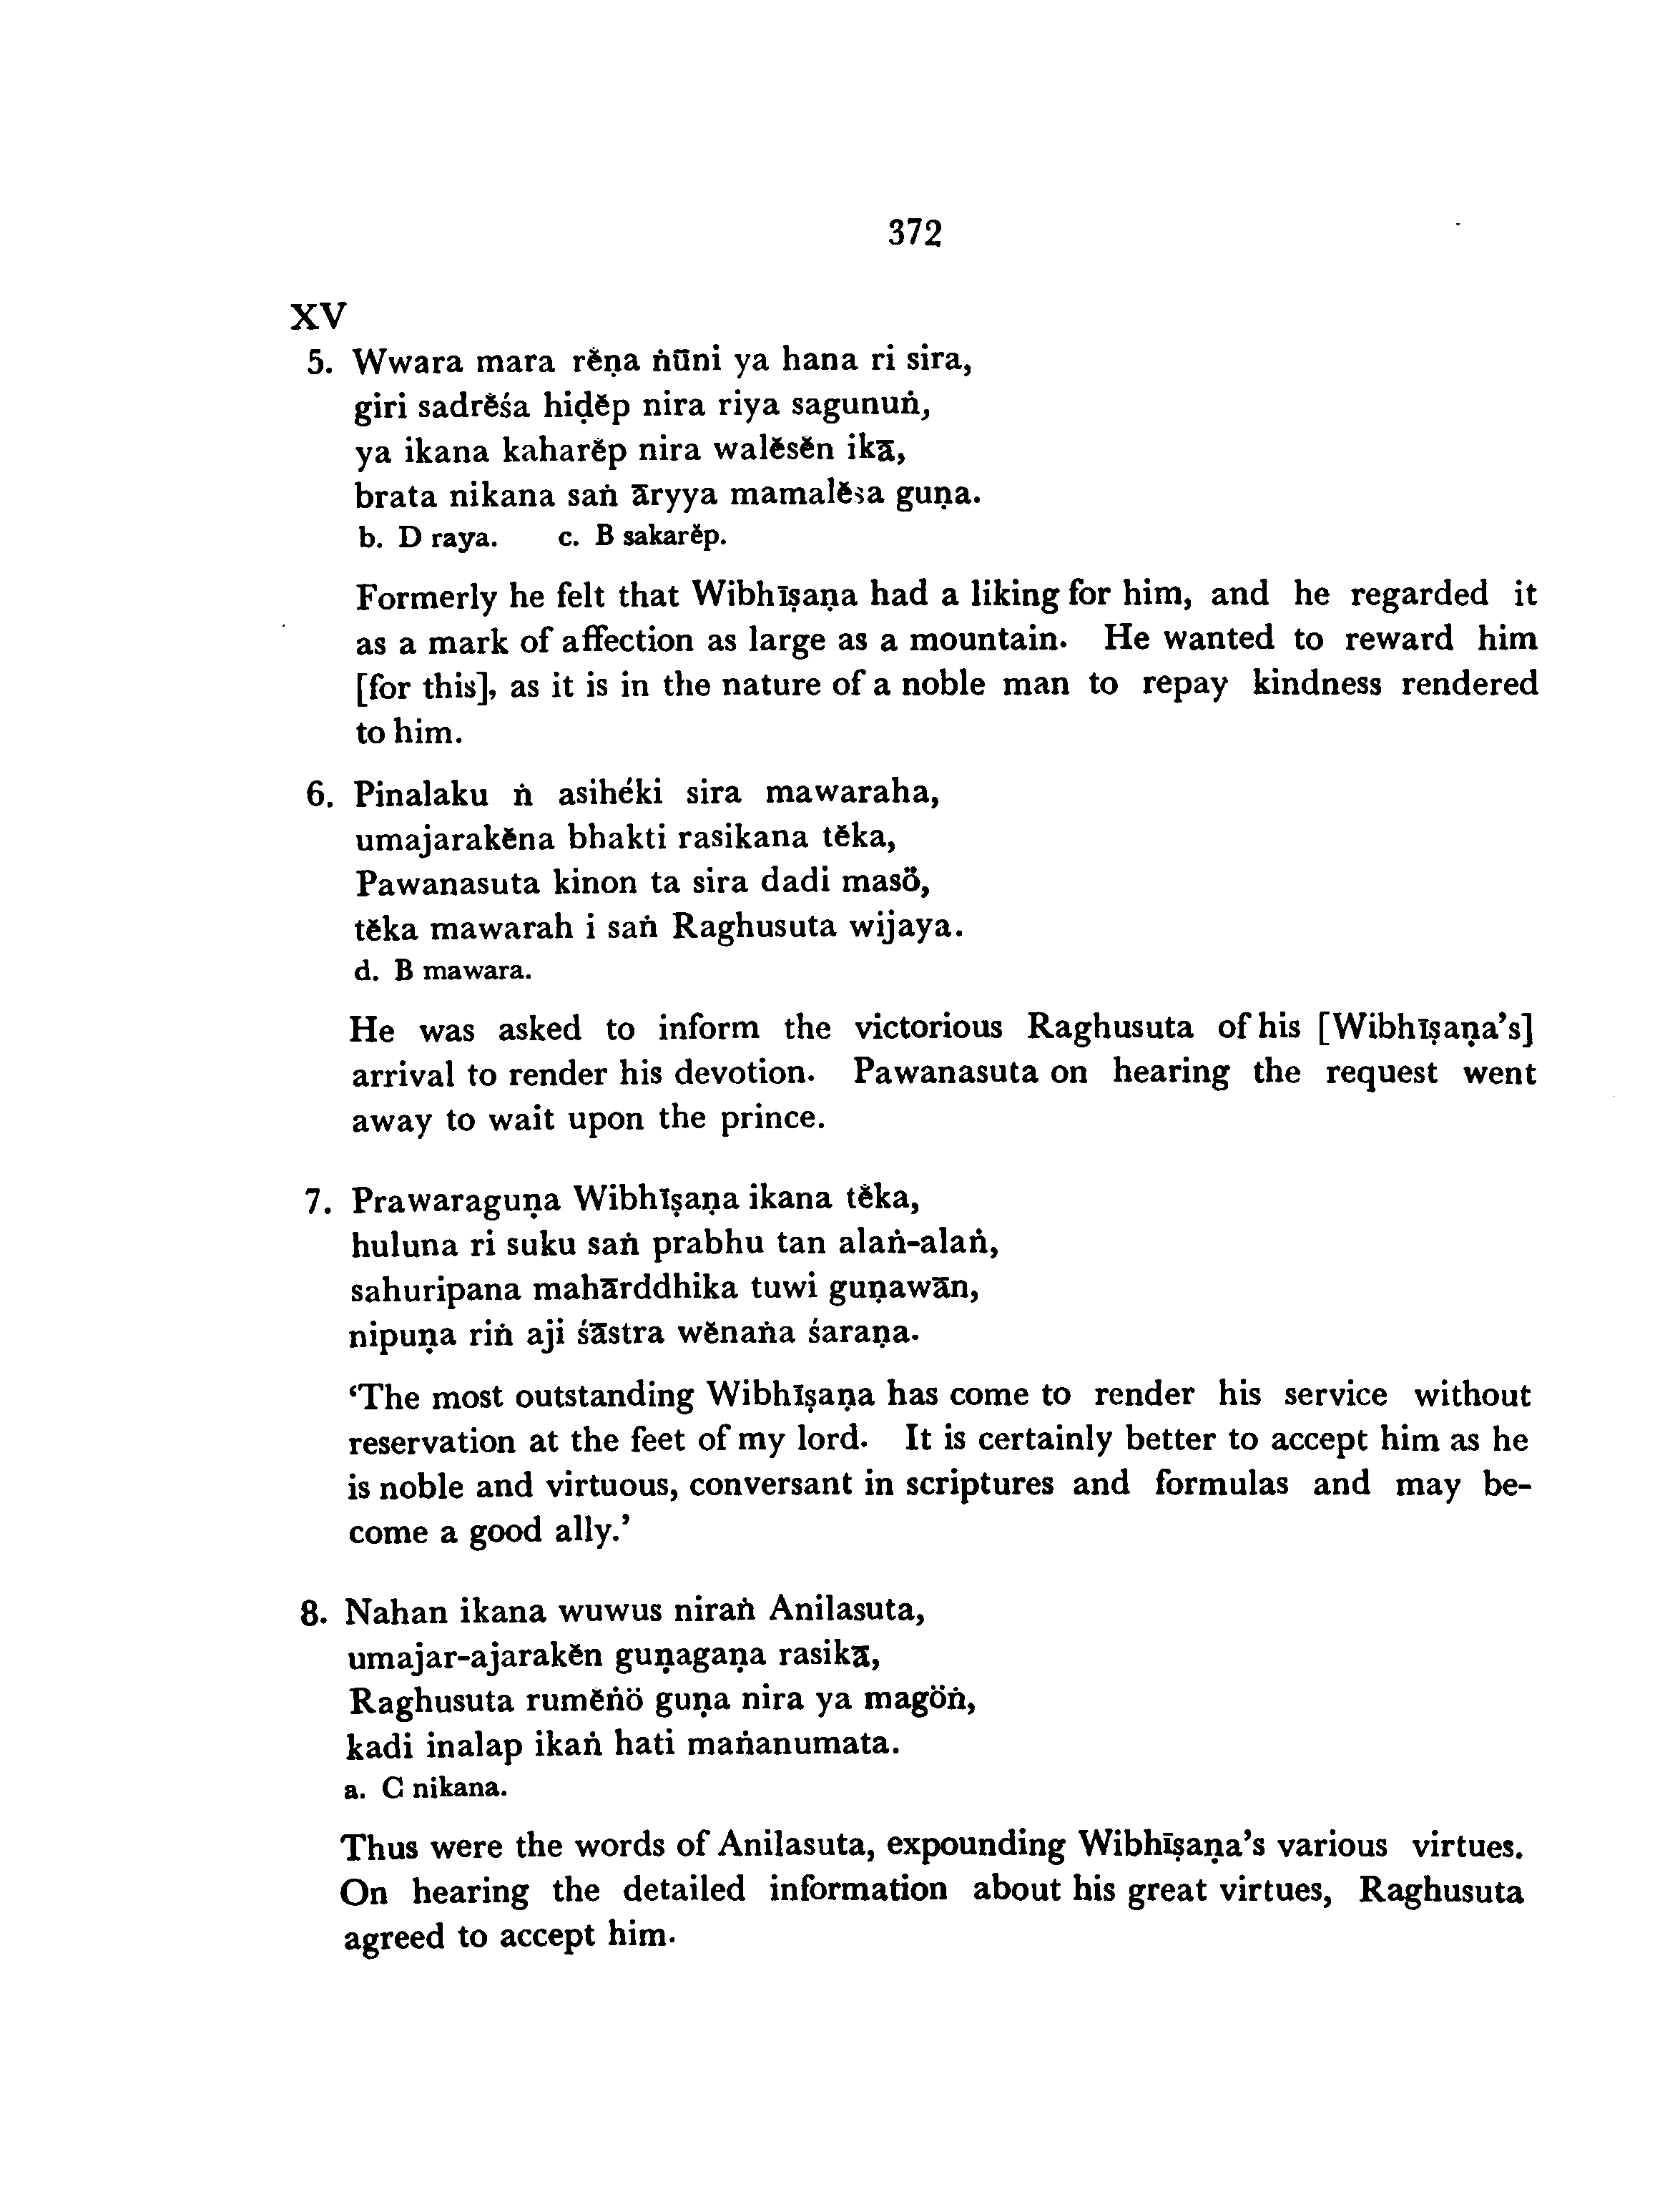 372
XV
5. Wwara mara rĕṇa ṅūni ya hana ri sira,
giri sadrĕśa hiḍĕp nira riya sagunuṅ,
ya ikana kaharĕp nira walĕsĕn ikā,
brata nikana saṅ āryya mamalĕsa guṇa.
b. D raya. c. B sakarĕp.
Formerly he felt that Wibhīṣaṇa had a liking for him, and he regarded it
as a mark of affection as large as a mountain. He wanted to reward him
[for this], as it is in the nature of a noble man to repay kindness rendered
to him.
6. Pinalaku ṅ asihéki sira mawaraha,
umajarakĕna bhakti rasikana tĕka,
Pawanasuta kinon ta sira dadi masö,
tĕka mawarah i saṅ Raghusuta wijaya.
d. B mawara.
He was asked to inform the victorious Raghusuta of his [Wibhīṣaṇa's]
arrival to render his devotion. Pawanasuta on hearing the request went
away to wait upon the prince.
7. Prawaraguṇa Wibhīṣaṇa ikana tĕka,
huluna ri suku saṅ prabhu tan alaṅ-alaṅ,
sahuripana mahārddhika tuwi guṇawān,
nipuṇa riṅ aji śāstra wĕnaṅa śaraṇa.
‘The most outstanding Wibhīṣaṇa has come to render his service without
reservation at the feet of my lord. It is certainly better to accept him as he
is noble and virtuous, conversant in scriptures and formulas and may be-
come a good ally.’
8. Nahan ikana wuwus niraṅ Anilasuta,
umajar-ajarakĕn guṇagaṇa rasikā,
Raghusuta rumĕṅö guṇa nira ya magöṅ,
kadi inalap ikaṅ hati maṅanumata.
a. C nikana.
Thus were the words of Anilasuta, expounding Wibhīṣaṇa's various virtues.
On hearing the detailed information about his great virtues, Raghusuta
agreed to accept him.